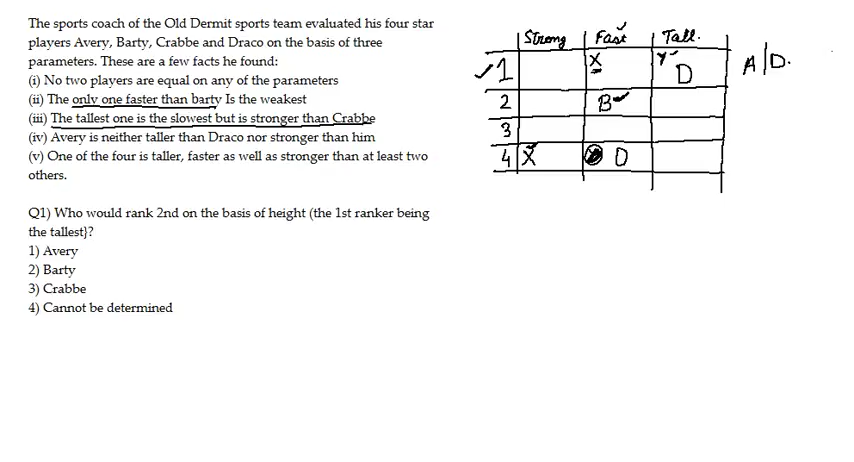 The sports coach of the Old Dermit sports team evaluated his four star
players Avery, Barty, Crabbe and Draco on the basis of three
parameters. These are a few facts he found:
(i) No two players are equal on any of the parameters
(ii) The only one faster than barty Is the weakest
(iii) The tallest one is the slowest but is stronger than Crabbe
(iv) Avery is neither taller than Draco nor stronger than him
(v) One of the four is taller, faster as well as stronger than at least two
others.
Q1) Who would rank 2nd on the basis of height (the 1st ranker being
the tallest}?
1) Avery
2) Barty
3) Crabbe
4) Cannot be determined
Strong Fast Tall.
1 X Y D A/D.
2 B
3
4 X D